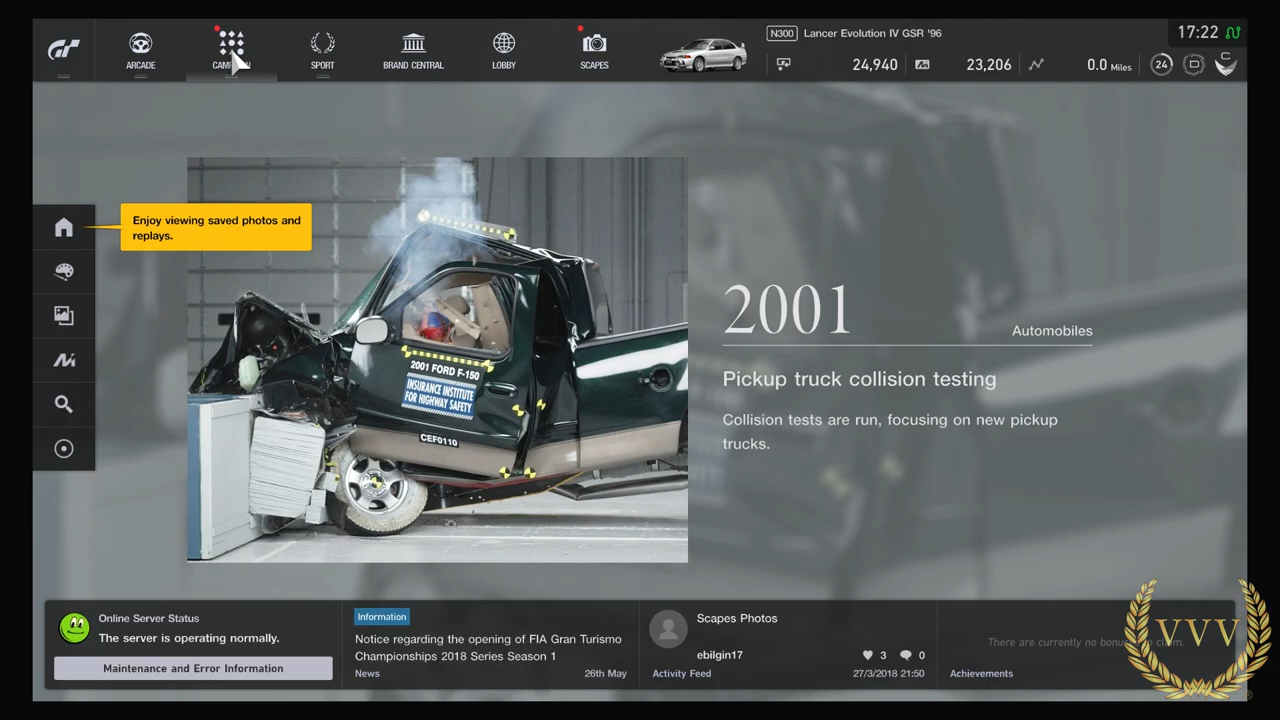 GT
ARCADE
SPORT
BRAND CENTRAL
LOBBY
SCAPES
N300 Lancer Evolution IV GSR '96
24,940
23,206
0.0 Miles
17:22
24
D
C
Enjoy viewing saved photos and
replays.
2001 FORD F-150
INSURANCE INSTITUTE
FOR HIGHWAY SAFETY
CEF0110
2001
Automobiles
Pickup truck collision testing
Collision tests are run, focusing on new pickup
trucks.
Online Server Status
The server is operating normally.
Maintenance and Error Information
Information
Notice regarding the opening of FIA Gran Turismo
Championships 2018 Series Season 1
News
26th May
Scapes Photos
ebilgin17
3
0
Activity Feed
27/3/2018 21:50
There are currently no bonus
claim.
Achievements
VVV
®